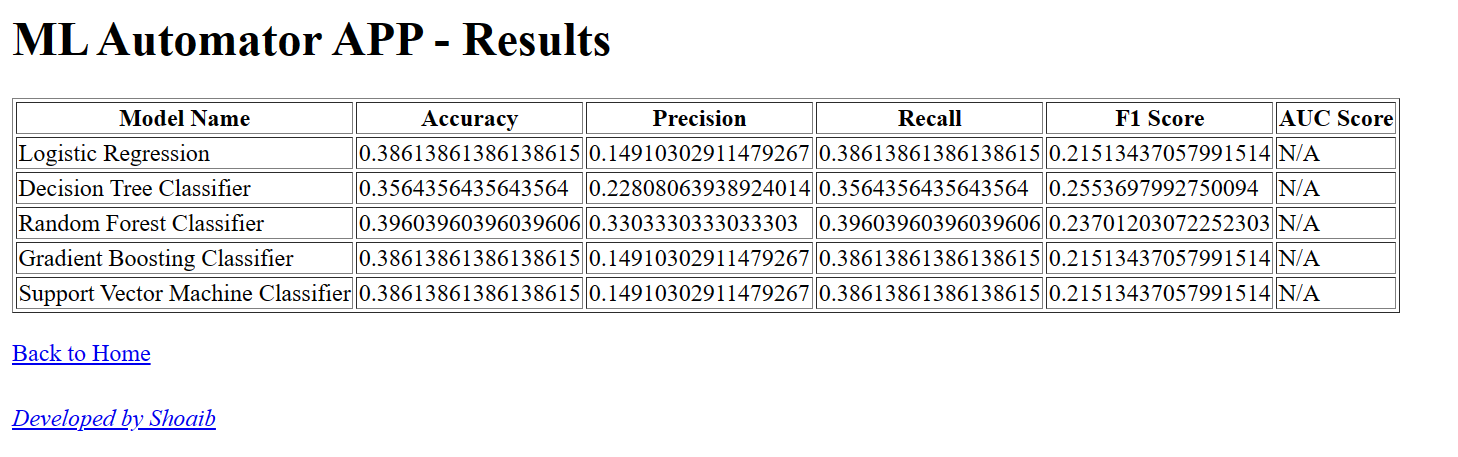 ML Automator APP - Results
Model Name Accuracy Precision Recall F1 Score AUC Score
Logistic Regression 0.38613861386138615 0.14910302911479267 0.38613861386138615 0.21513437057991514 N/A
Decision Tree Classifier 0.3564356435643564 0.22808063938924014 0.3564356435643564 0.2553697992750094 N/A
Random Forest Classifier 0.39603960396039606 0.3303330333033303 0.39603960396039606 0.23701203072252303 N/A
Gradient Boosting Classifier 0.38613861386138615 0.14910302911479267 0.38613861386138615 0.21513437057991514 N/A
Support Vector Machine Classifier 0.38613861386138615 0.14910302911479267 0.38613861386138615 0.21513437057991514 N/A
Back to Home
Developed by Shoaib